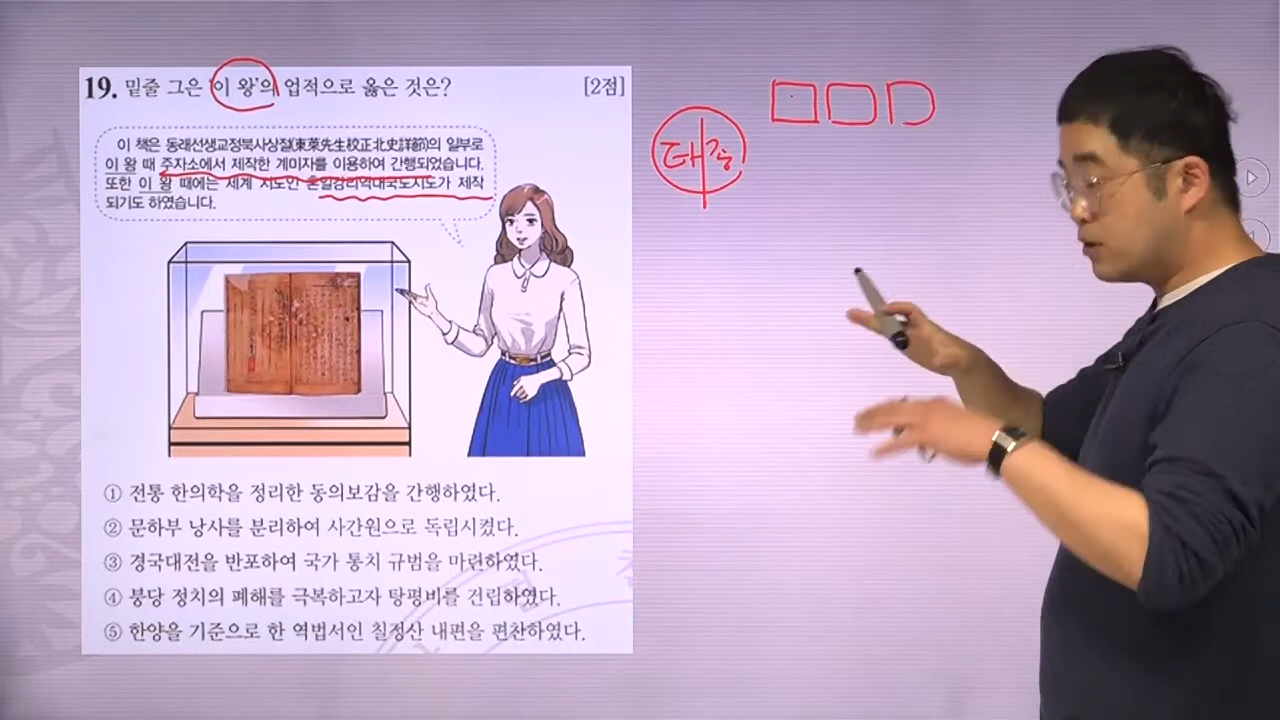 19. 밑줄 그은 '이 왕'의 업적으로 옳은 것은? [2점]
이 책은 동래선생교정북사상절(東萊先生校正北史詳節)의 일부로
이 왕 때 주자소에서 제작한 계미자를 이용하여 간행되었습니다.
또한 이 왕 때에는 세계 지도인 혼일강리역대국도지도가 제작
되기도 하였습니다.
① 전통 한의학을 정리한 동의보감을 간행하였다.
② 문하부 낭사를 분리하여 사간원으로 독립시켰다.
③ 경국대전을 반포하여 국가 통치 규범을 마련하였다.
④ 붕당 정치의 폐해를 극복하고자 탕평비를 건립하였다.
⑤ 한양을 기준으로 한 역법서인 칠정산 내편을 편찬하였다.
태종